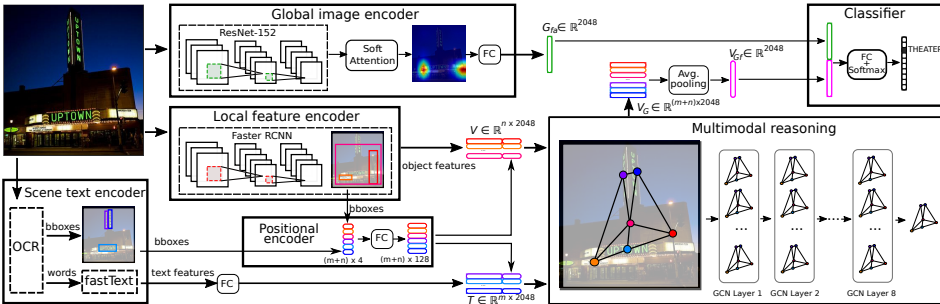 Global image encoder
ResNet-152
Soft
Attention
FC
G_fa ∈ ℝ^2048
Classifier
FC
+
Softmax
THEATER
V_Gf ∈ ℝ^2048
Avg.
pooling
V_G ∈ ℝ^(m+n)x2048
UPTOWN
UPTOWN
Local feature encoder
Faster RCNN
object features
V ∈ ℝ^n x 2048
bboxes
Multimodal reasoning
GCN Layer 1
GCN Layer 2
GCN Layer 8
...
...
...
Scene text encoder
OCR
bboxes
words
fastText
bboxes
text features
FC
Positional
encoder
FC
(m+n) x 4
(m+n) x 128
T ∈ ℝ^m x 2048